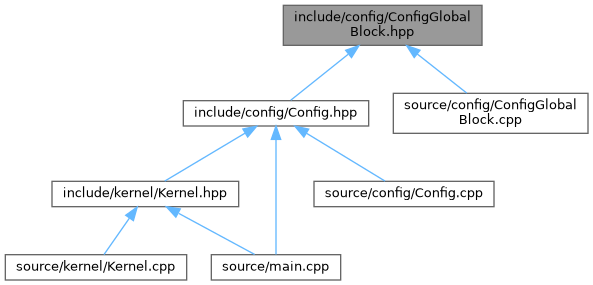 include/config/ConfigGlobal
Block.hpp
include/config/Config.hpp
source/config/ConfigGlobal
Block.cpp
include/kernel/Kernel.hpp
source/config/Config.cpp
source/kernel/Kernel.cpp
source/main.cpp